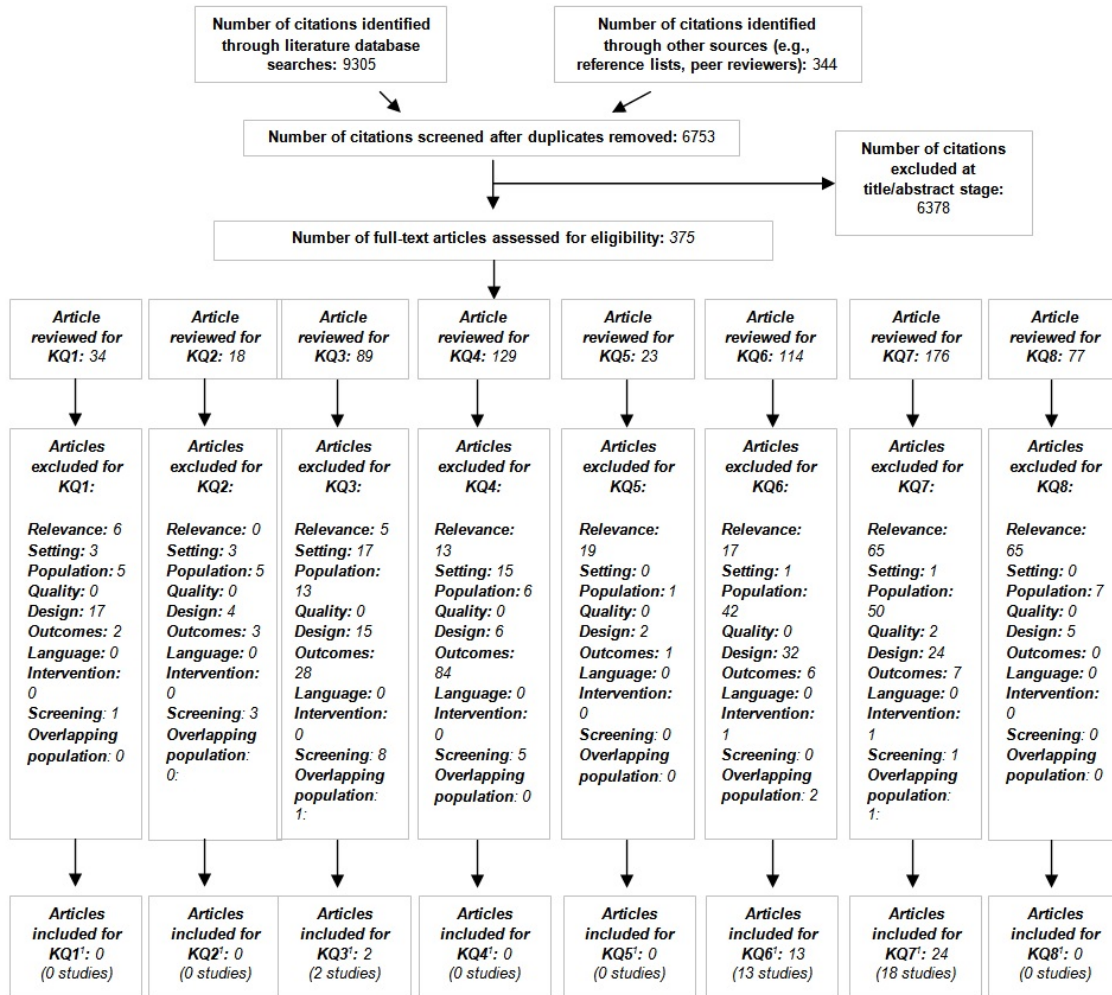 Number of citations identified
through literature database
searches: 9305
Number of citations identified
through other sources (e.g.,
reference lists, peer reviewers): 344
Number of citations screened after duplicates removed: 6753
Number of citations
excluded at
title/abstract stage:
6378
Number of full-text articles assessed for eligibility: 375
Article
reviewed for
KQ1: 34
Article
reviewed for
KQ2: 18
Article
reviewed for
KQ3: 89
Article
reviewed for
KQ4: 129
Article
reviewed for
KQ5: 23
Article
reviewed for
KQ6: 114
Article
reviewed for
KQ7: 176
Article
reviewed for
KQ8: 77
Articles
excluded for
KQ1:
Relevance: 6
Setting: 3
Population: 5
Quality: 0
Design: 17
Outcomes: 2
Language: 0
Intervention:
0
Screening: 1
Overlapping
population: 0
Articles
excluded for
KQ2:
Relevance: 0
Setting: 3
Population: 5
Quality: 0
Design: 4
Outcomes: 3
Language: 0
Intervention:
0
Screening: 3
Overlapping
population:
0:
Articles
excluded for
KQ3:
Relevance: 5
Setting: 17
Population:
13
Quality: 0
Design: 15
Outcomes:
28
Language: 0
Intervention:
0
Screening: 8
Overlapping
population:
1:
Articles
excluded for
KQ4:
Relevance:
13
Setting: 15
Population: 6
Quality: 0
Design: 6
Outcomes:
84
Language: 0
Intervention:
0
Screening: 5
Overlapping
population: 0
Articles
excluded for
KQ5:
Relevance:
19
Setting: 0
Population: 1
Quality: 0
Design: 2
Outcomes: 1
Language: 0
Intervention:
0
Screening: 0
Overlapping
population: 0
Articles
excluded for
KQ6:
Relevance:
17
Setting: 1
Population:
42
Quality: 0
Design: 32
Outcomes: 6
Language: 0
Intervention:
1
Screening: 0
Overlapping
population: 2
Articles
excluded for
KQ7:
Relevance:
65
Setting: 1
Population:
50
Quality: 2
Design: 24
Outcomes: 7
Language: 0
Intervention:
1
Screening: 1
Overlapping
population:
1:
Articles
excluded for
KQ8:
Relevance:
65
Setting: 0
Population: 7
Quality: 0
Design: 5
Outcomes: 0
Language: 0
Intervention:
0
Screening: 0
Overlapping
population: 0
Articles
included for
KQ1¹: 0
(0 studies)
Articles
included for
KQ2¹: 0
(0 studies)
Articles
included for
KQ3¹: 2
(2 studies)
Articles
included for
KQ4¹: 0
(0 studies)
Articles
included for
KQ5¹: 0
(0 studies)
Articles
included for
KQ6¹: 13
(13 studies)
Articles
included for
KQ7¹: 24
(18 studies)
Articles
included for
KQ8¹: 0
(0 studies)